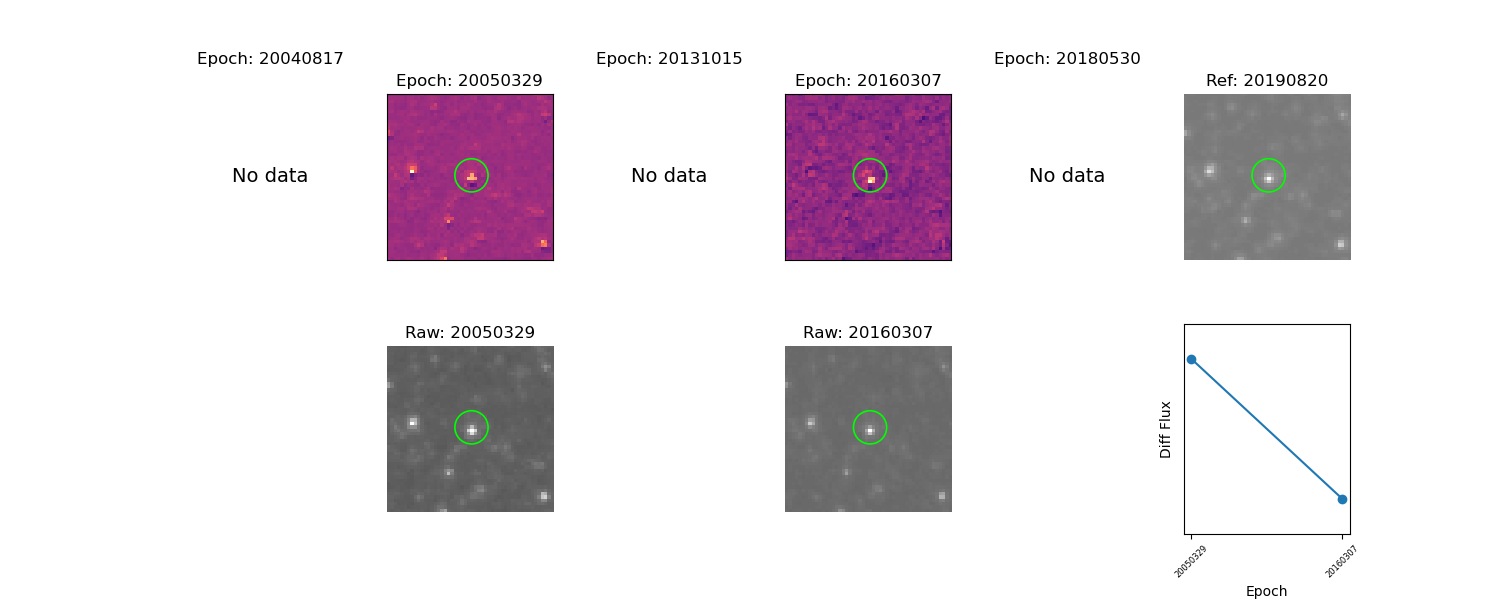 Epoch: 20040817
Epoch: 20050329
Epoch: 20131015
Epoch: 20160307
Epoch: 20180530
Ref: 20190820
No data
No data
No data
Raw: 20050329
Raw: 20160307
Diff Flux
20050329
20160307
Epoch